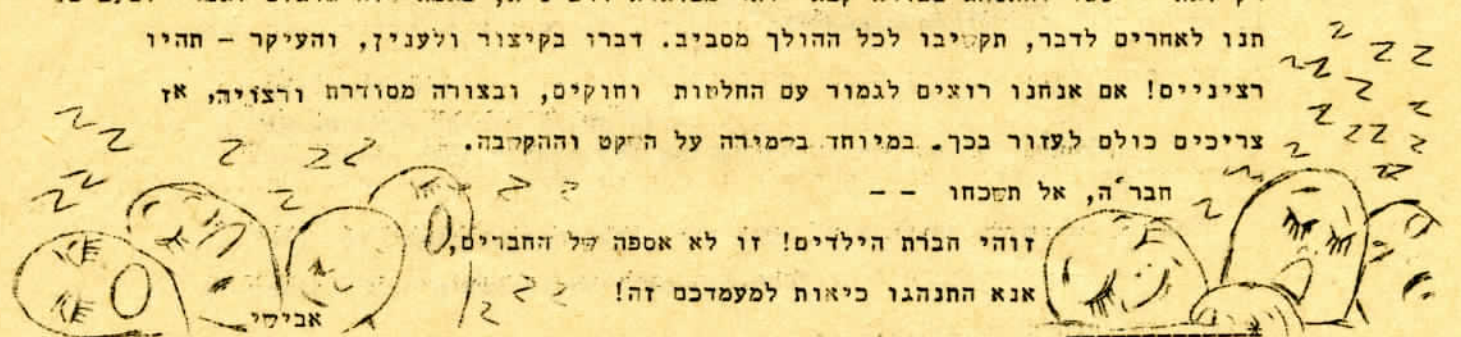 תנו לאחרים לדבר, תקשיבו לכל ההולך מסביב. דברו בקיצור ולענין, והעיקר – תהיו
רציניים! אם אנחנו רוצים לגמור עם החלטות וחוקים, ובצורה מסודרת ורצויה, אז
צריכים כולם לעזור בכך. במיוחד בשמירה על השקט וההקשבה.
חבר'ה, אל תשכחו - -
זוהי חברת הילדים! זו לא אספה של החברים,
אנא התנהגו כיאות למעמדכם זה!
אבישי